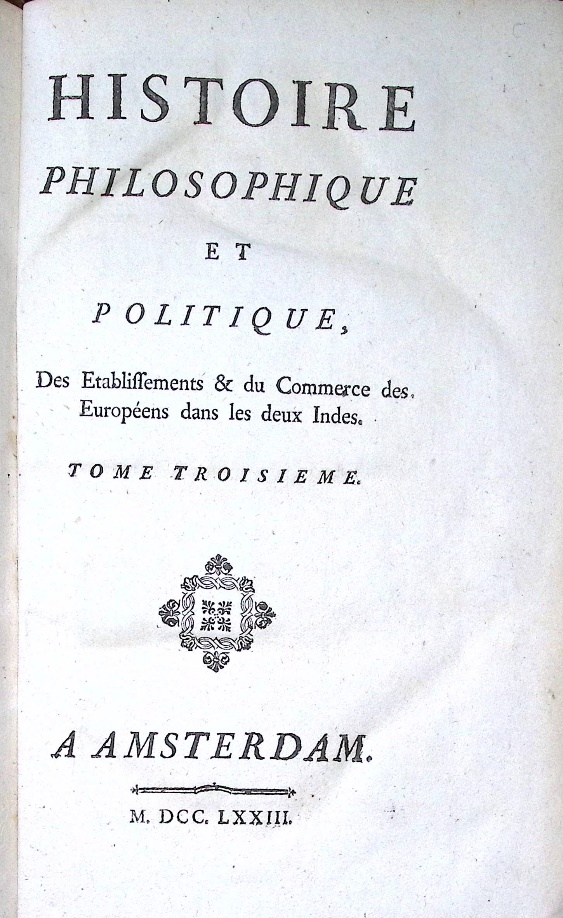 HISTOIRE
PHILOSOPHIQUE
ET
POLITIQUE,
Des Etabliſſements & du Commerce des
Européens dans les deux Indes.
TOME TROISIEME.
A AMSTERDAM.
M. DCC. LXXIII.